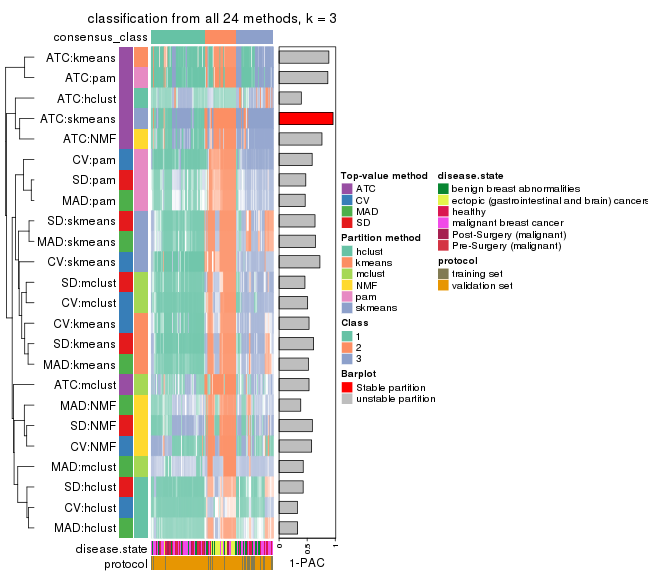 classification from all 24 methods, k = 3
consensus_class
ATC:kmeans
ATC:pam
ATC:hclust
ATC:skmeans
ATC:NMF
CV:pam
SD:pam
MAD:pam
SD:skmeans
MAD:skmeans
CV:skmeans
SD:mclust
CV:mclust
CV:kmeans
SD:kmeans
MAD:kmeans
ATC:mclust
MAD:NMF
SD:NMF
CV:NMF
MAD:mclust
SD:hclust
CV:hclust
MAD:hclust
disease.state
protocol
0
0.5
1
1-PAC
Top-value method
ATC
CV
MAD
SD
Partition method
hclust
kmeans
mclust
NMF
pam
skmeans
Class
1
2
3
Barplot
Stable partition
unstable partition
disease.state
benign breast abnormalities
ectopic (gastrointestinal and brain) cancers
healthy
malignant breast cancer
Post-Surgery (malignant)
Pre-Surgery (malignant)
protocol
training set
validation set